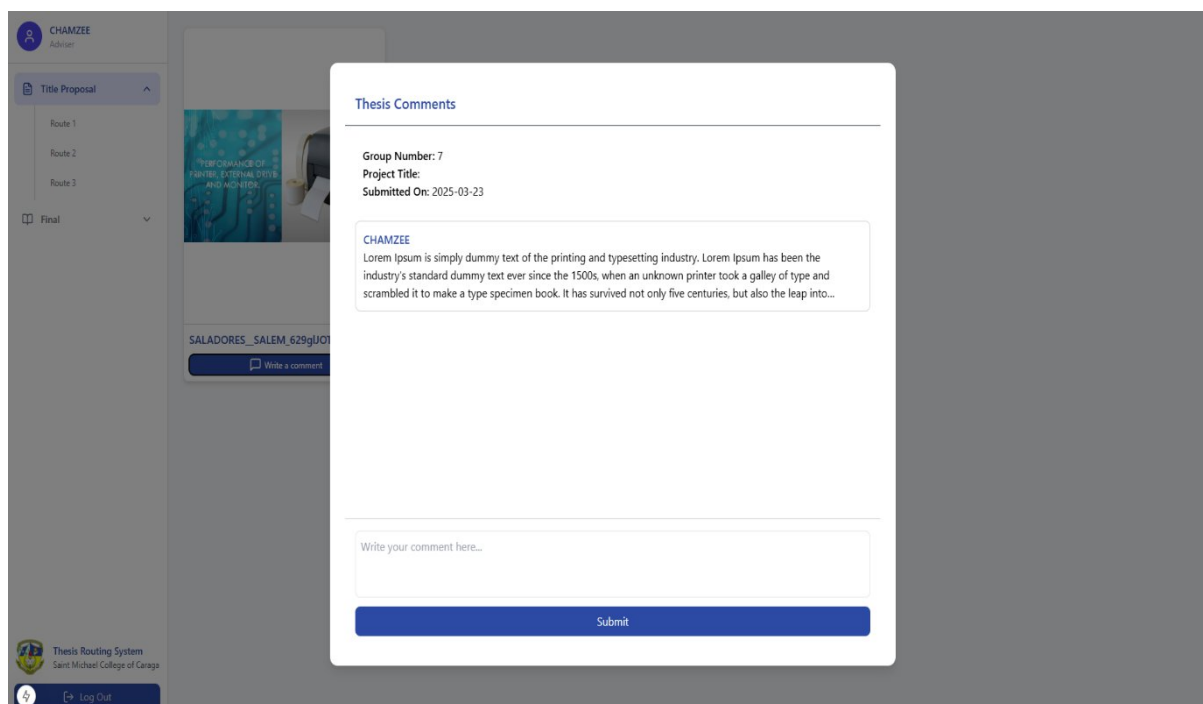 CHAMZEE
Adviser
Title Proposal
Route 1
Route 2
Route 3
Final
PERFORMANCE OF
PRINTER, EXTERNAL DRIVE
AND MONITOR
SALADORES__SALEM_629glJOT
Write a comment
Thesis Comments
Group Number: 7
Project Title:
Submitted On: 2025-03-23
CHAMZEE
Lorem Ipsum is simply dummy text of the printing and typesetting industry. Lorem Ipsum has been the
industry's standard dummy text ever since the 1500s, when an unknown printer took a galley of type and
scrambled it to make a type specimen book. It has survived not only five centuries, but also the leap into...
Write your comment here...
Submit
Thesis Routing System
Saint Michael College of Caraga
Log Out